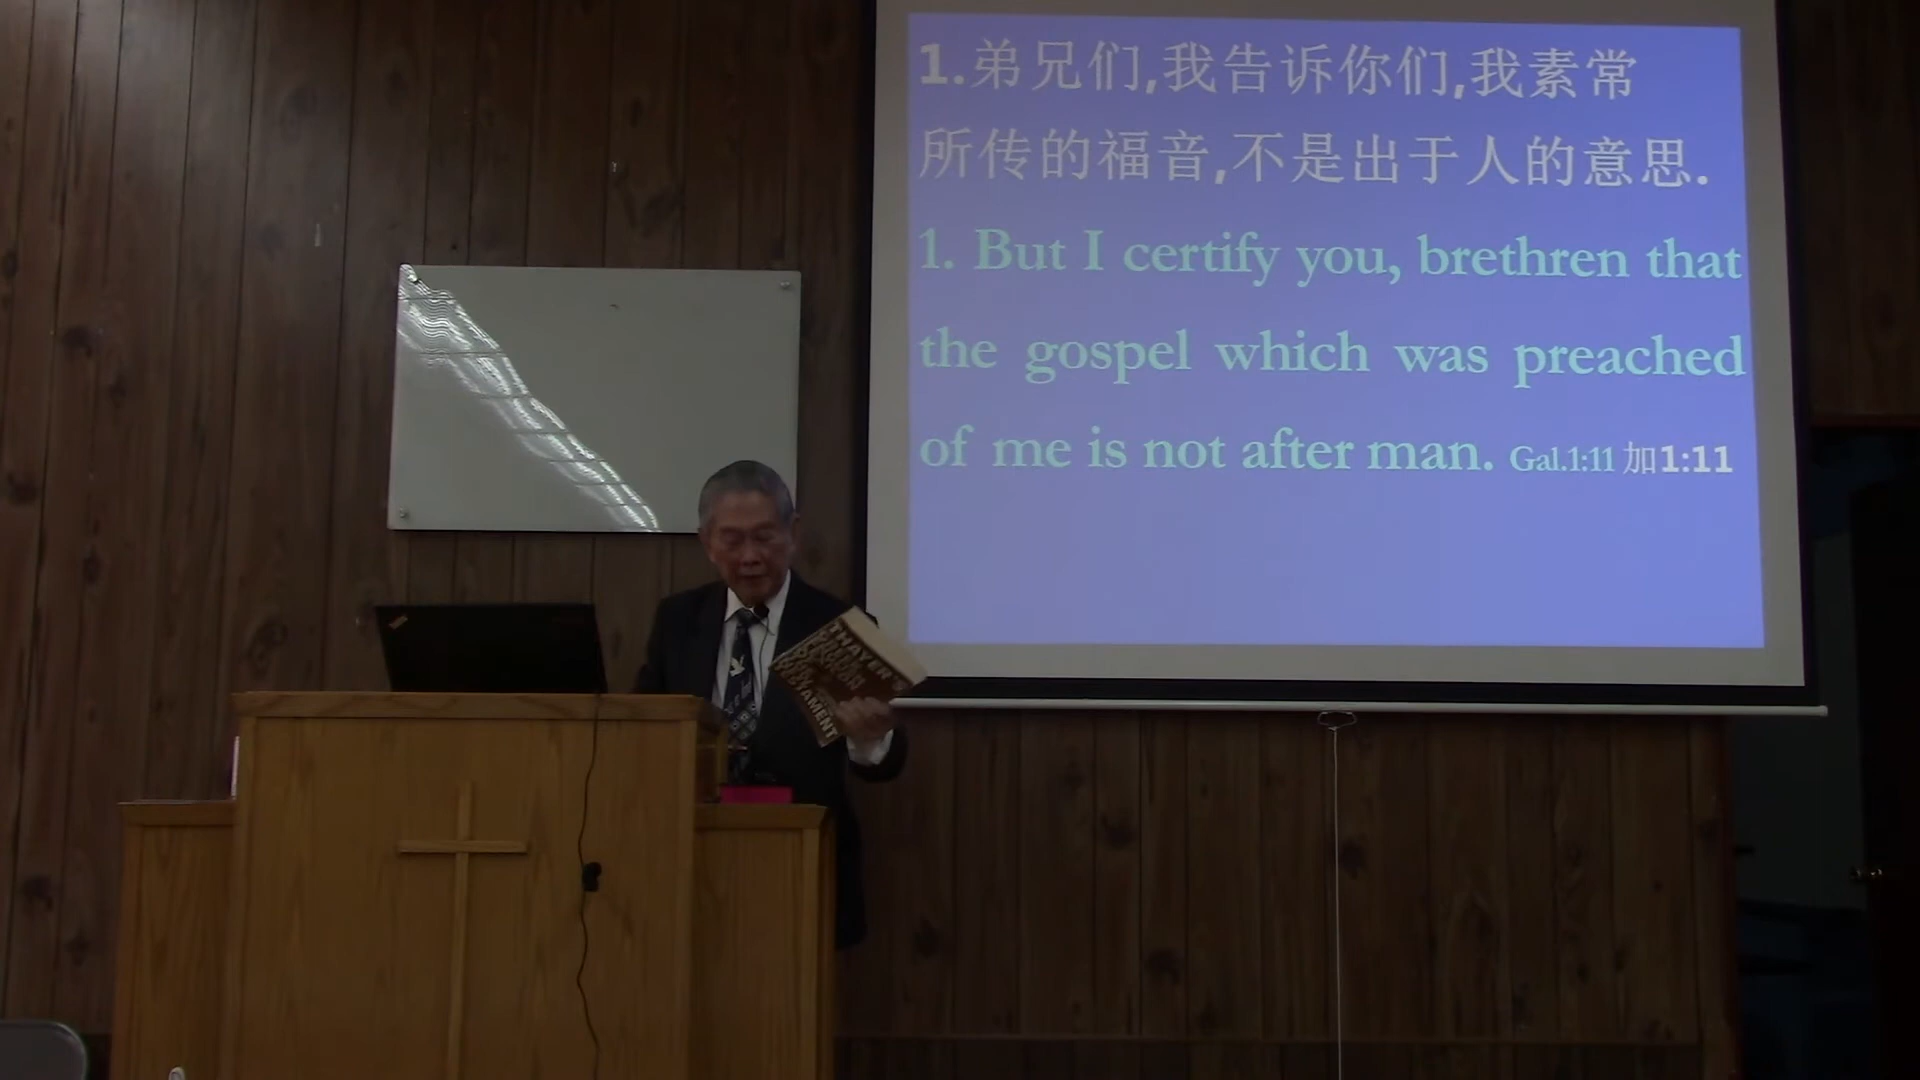 1.弟兄们,我告诉你们,我素常
所传的福音,不是出于人的意思.
1. But I certify you, brethren that
the gospel which was preached
of me is not after man. Gal.1:11 加1:11
THAYER'S
TESTAMENT